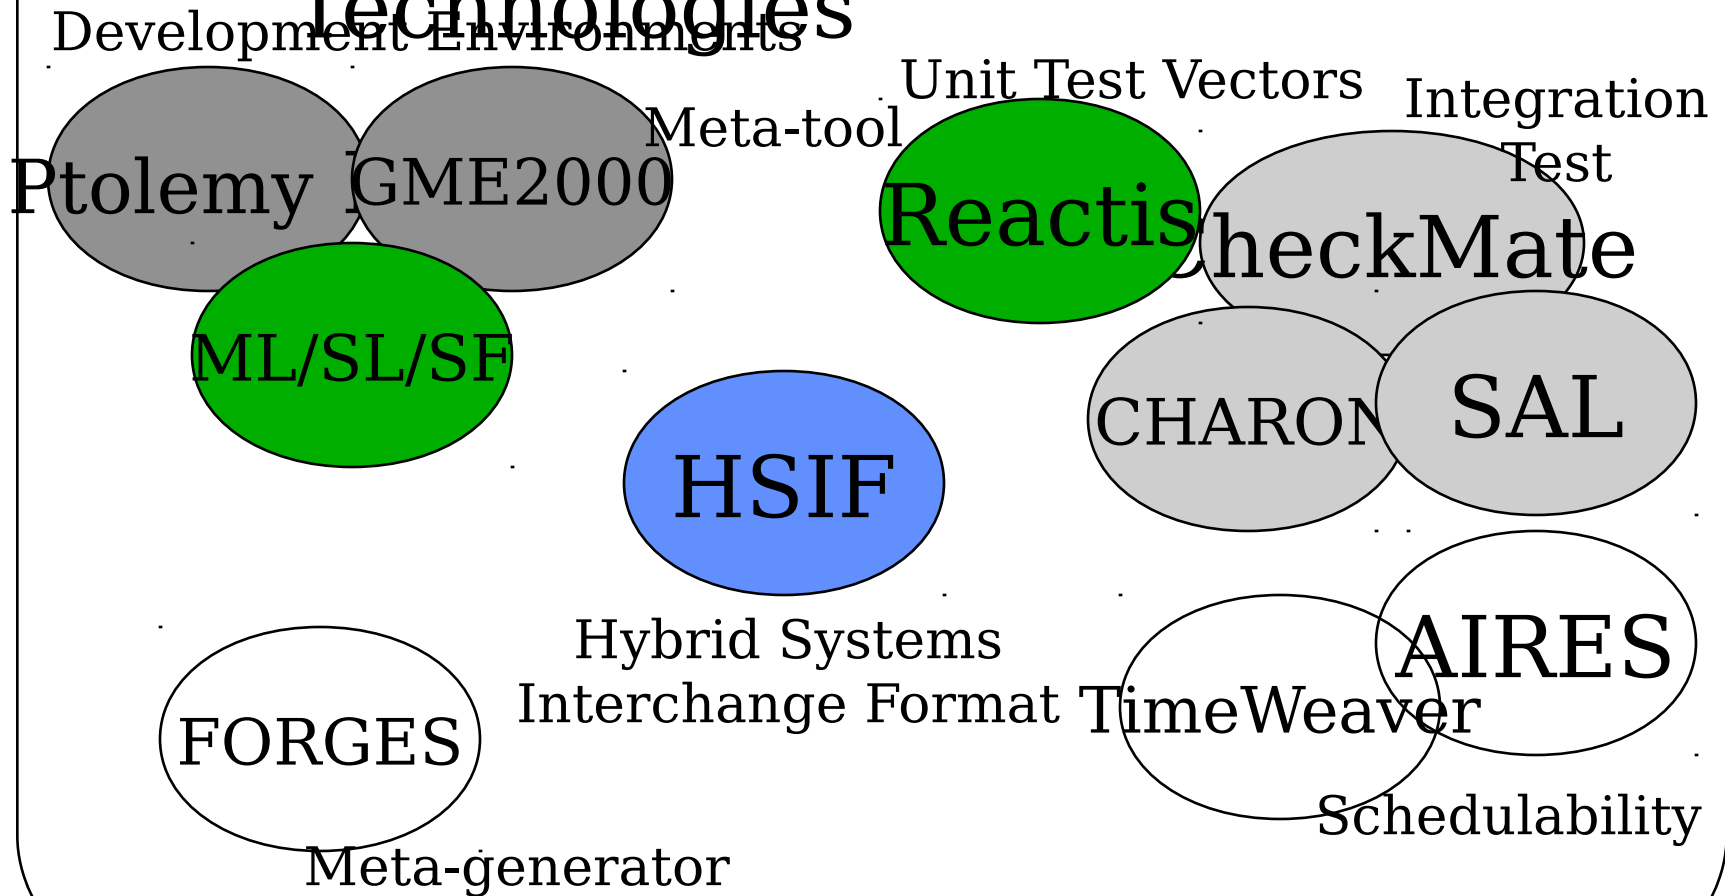 Technologies
Development Environments
Unit Test Vectors
Integration
Test
Meta-tool
Ptolemy
GME2000
Reactis
CheckMate
ML/SL/SF
CHARON
SAL
HSIF
Hybrid Systems
Interchange Format
AIRES
TimeWeaver
FORGES
Schedulability
Meta-generator